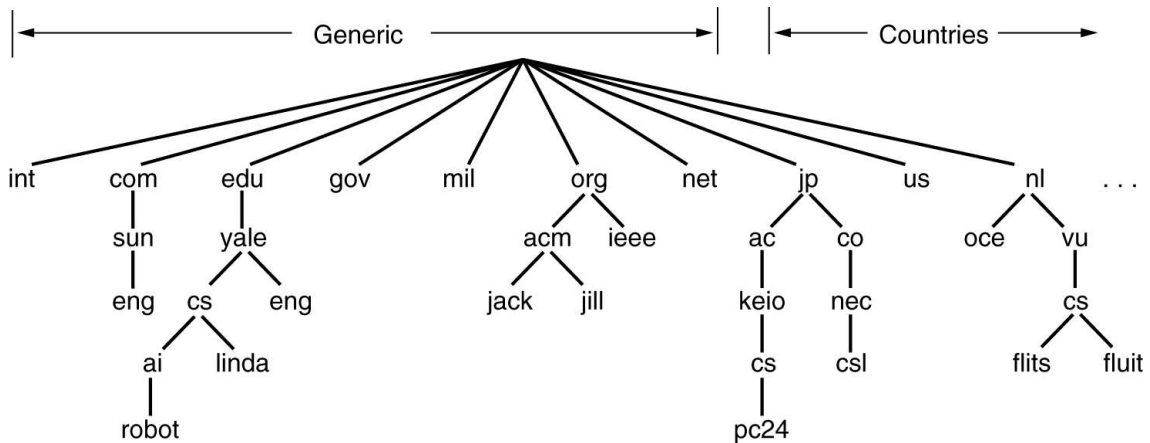 Generic Countries
int com edu gov mil org net jp us nl . . .
sun yale acm ieee ac co oce vu
eng cs eng jack jill keio nec cs
ai linda cs csl flits fluit
robot pc24